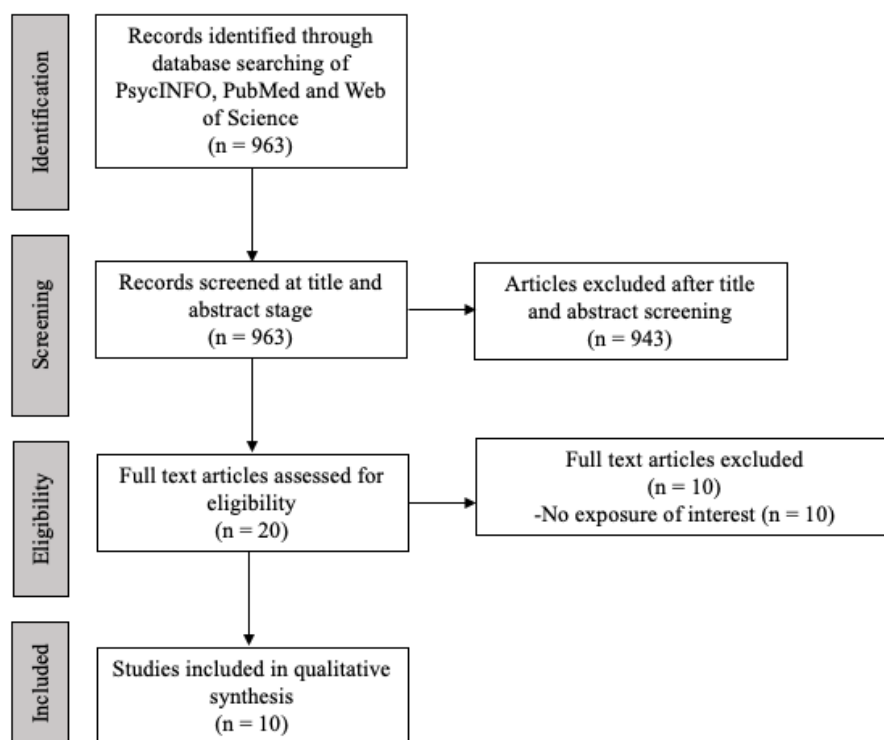 Identification
Records identified through
database searching of
PsycINFO, PubMed and Web
of Science
(n = 963)
Screening
Records screened at title and
abstract stage
(n = 963)
Articles excluded after title
and abstract screening
(n = 943)
Eligibility
Full text articles assessed for
eligibility
(n = 20)
Full text articles excluded
(n = 10)
-No exposure of interest (n = 10)
Included
Studies included in qualitative
synthesis
(n = 10)